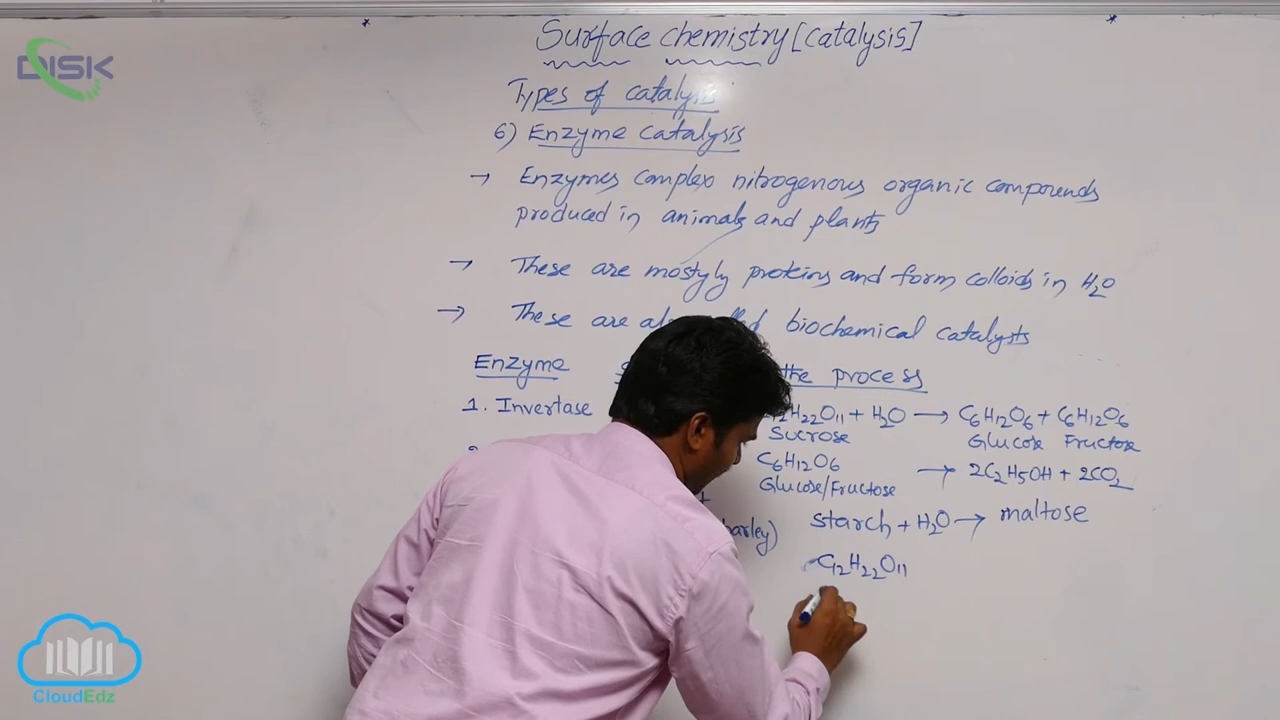 DISK
Surface chemistry [catalysis]
Types of catalysis
6) Enzyme catalysis
→ Enzymes complex nitrogenous organic compounds
produced in animals and plants
→ These are mostyly proteins and form colloids in H2O
→ These are biochemical catalysts
Enzyme the process
1. Invertase H22O11 + H2O → C6H12O6 + C6H12O6
Sucrose Glucose Fructose
C6H12O6 → 2C2H5OH + 2CO2
Glucose/Fructose
starch + H2O → maltose
barley)
C12H22O11
CloudEdz